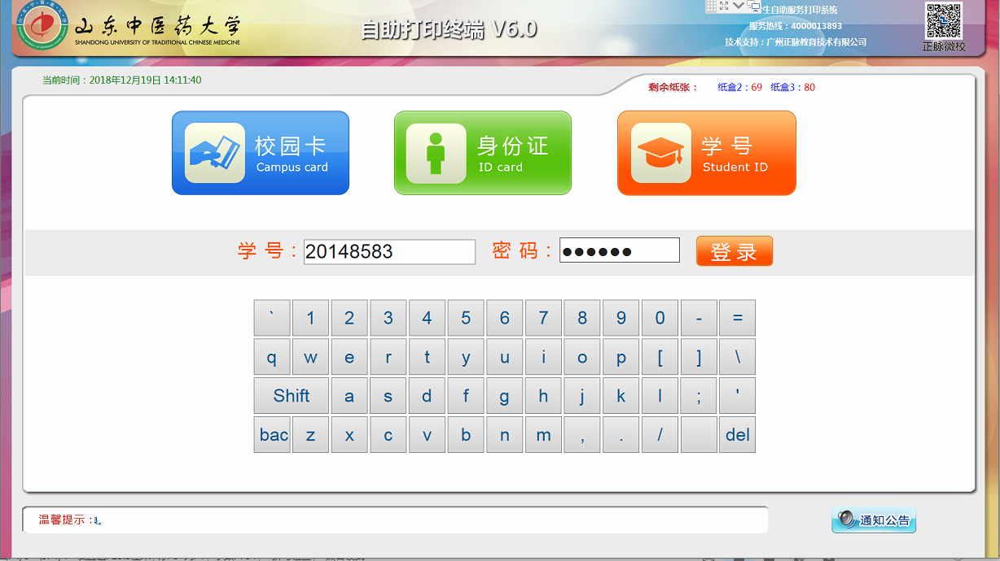 山东中医药大学
SHANDONG UNIVERSITY OF TRADITIONAL CHINESE MEDICINE
自助打印终端 V6.0
生自助服务打印系统
服务热线：4000013893
技术支持：广州正脉教育技术有限公司
正脉微校
当前时间：2018年12月19日 14:11:40
剩余纸张： 纸盒2：69 纸盒3：80
校园卡
Campus card
身份证
ID card
学号
Student ID
学 号： 20148583 密 码： ●●●●●● 登录
` 1 2 3 4 5 6 7 8 9 0 - =
q w e r t y u i o p [ ] \
Shift a s d f g h j k l ; '
bac z x c v b n m , . / del
温馨提示：
通知公告